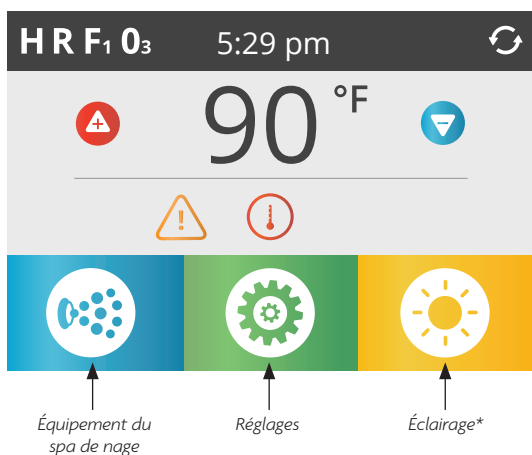 H R F1 03 5:29 pm
90 °F
Équipement du
spa de nage
Réglages
Éclairage*